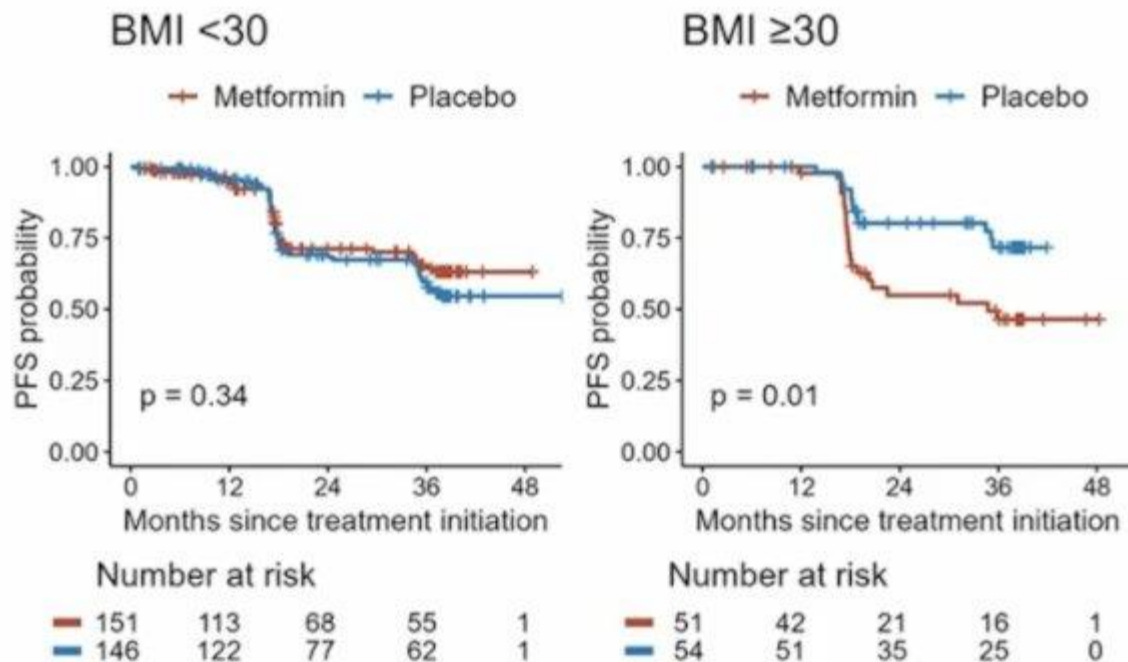 BMI <30
Metformin Placebo
1.00
0.75
0.50
0.25
0.00
PFS probability
p = 0.34
0 12 24 36 48
Months since treatment initiation
Number at risk
151 113 68 55 1
146 122 77 62 1
BMI ≥30
Metformin Placebo
1.00
0.75
0.50
0.25
0.00
PFS probability
p = 0.01
0 12 24 36 48
Months since treatment initiation
Number at risk
51 42 21 16 1
54 51 35 25 0